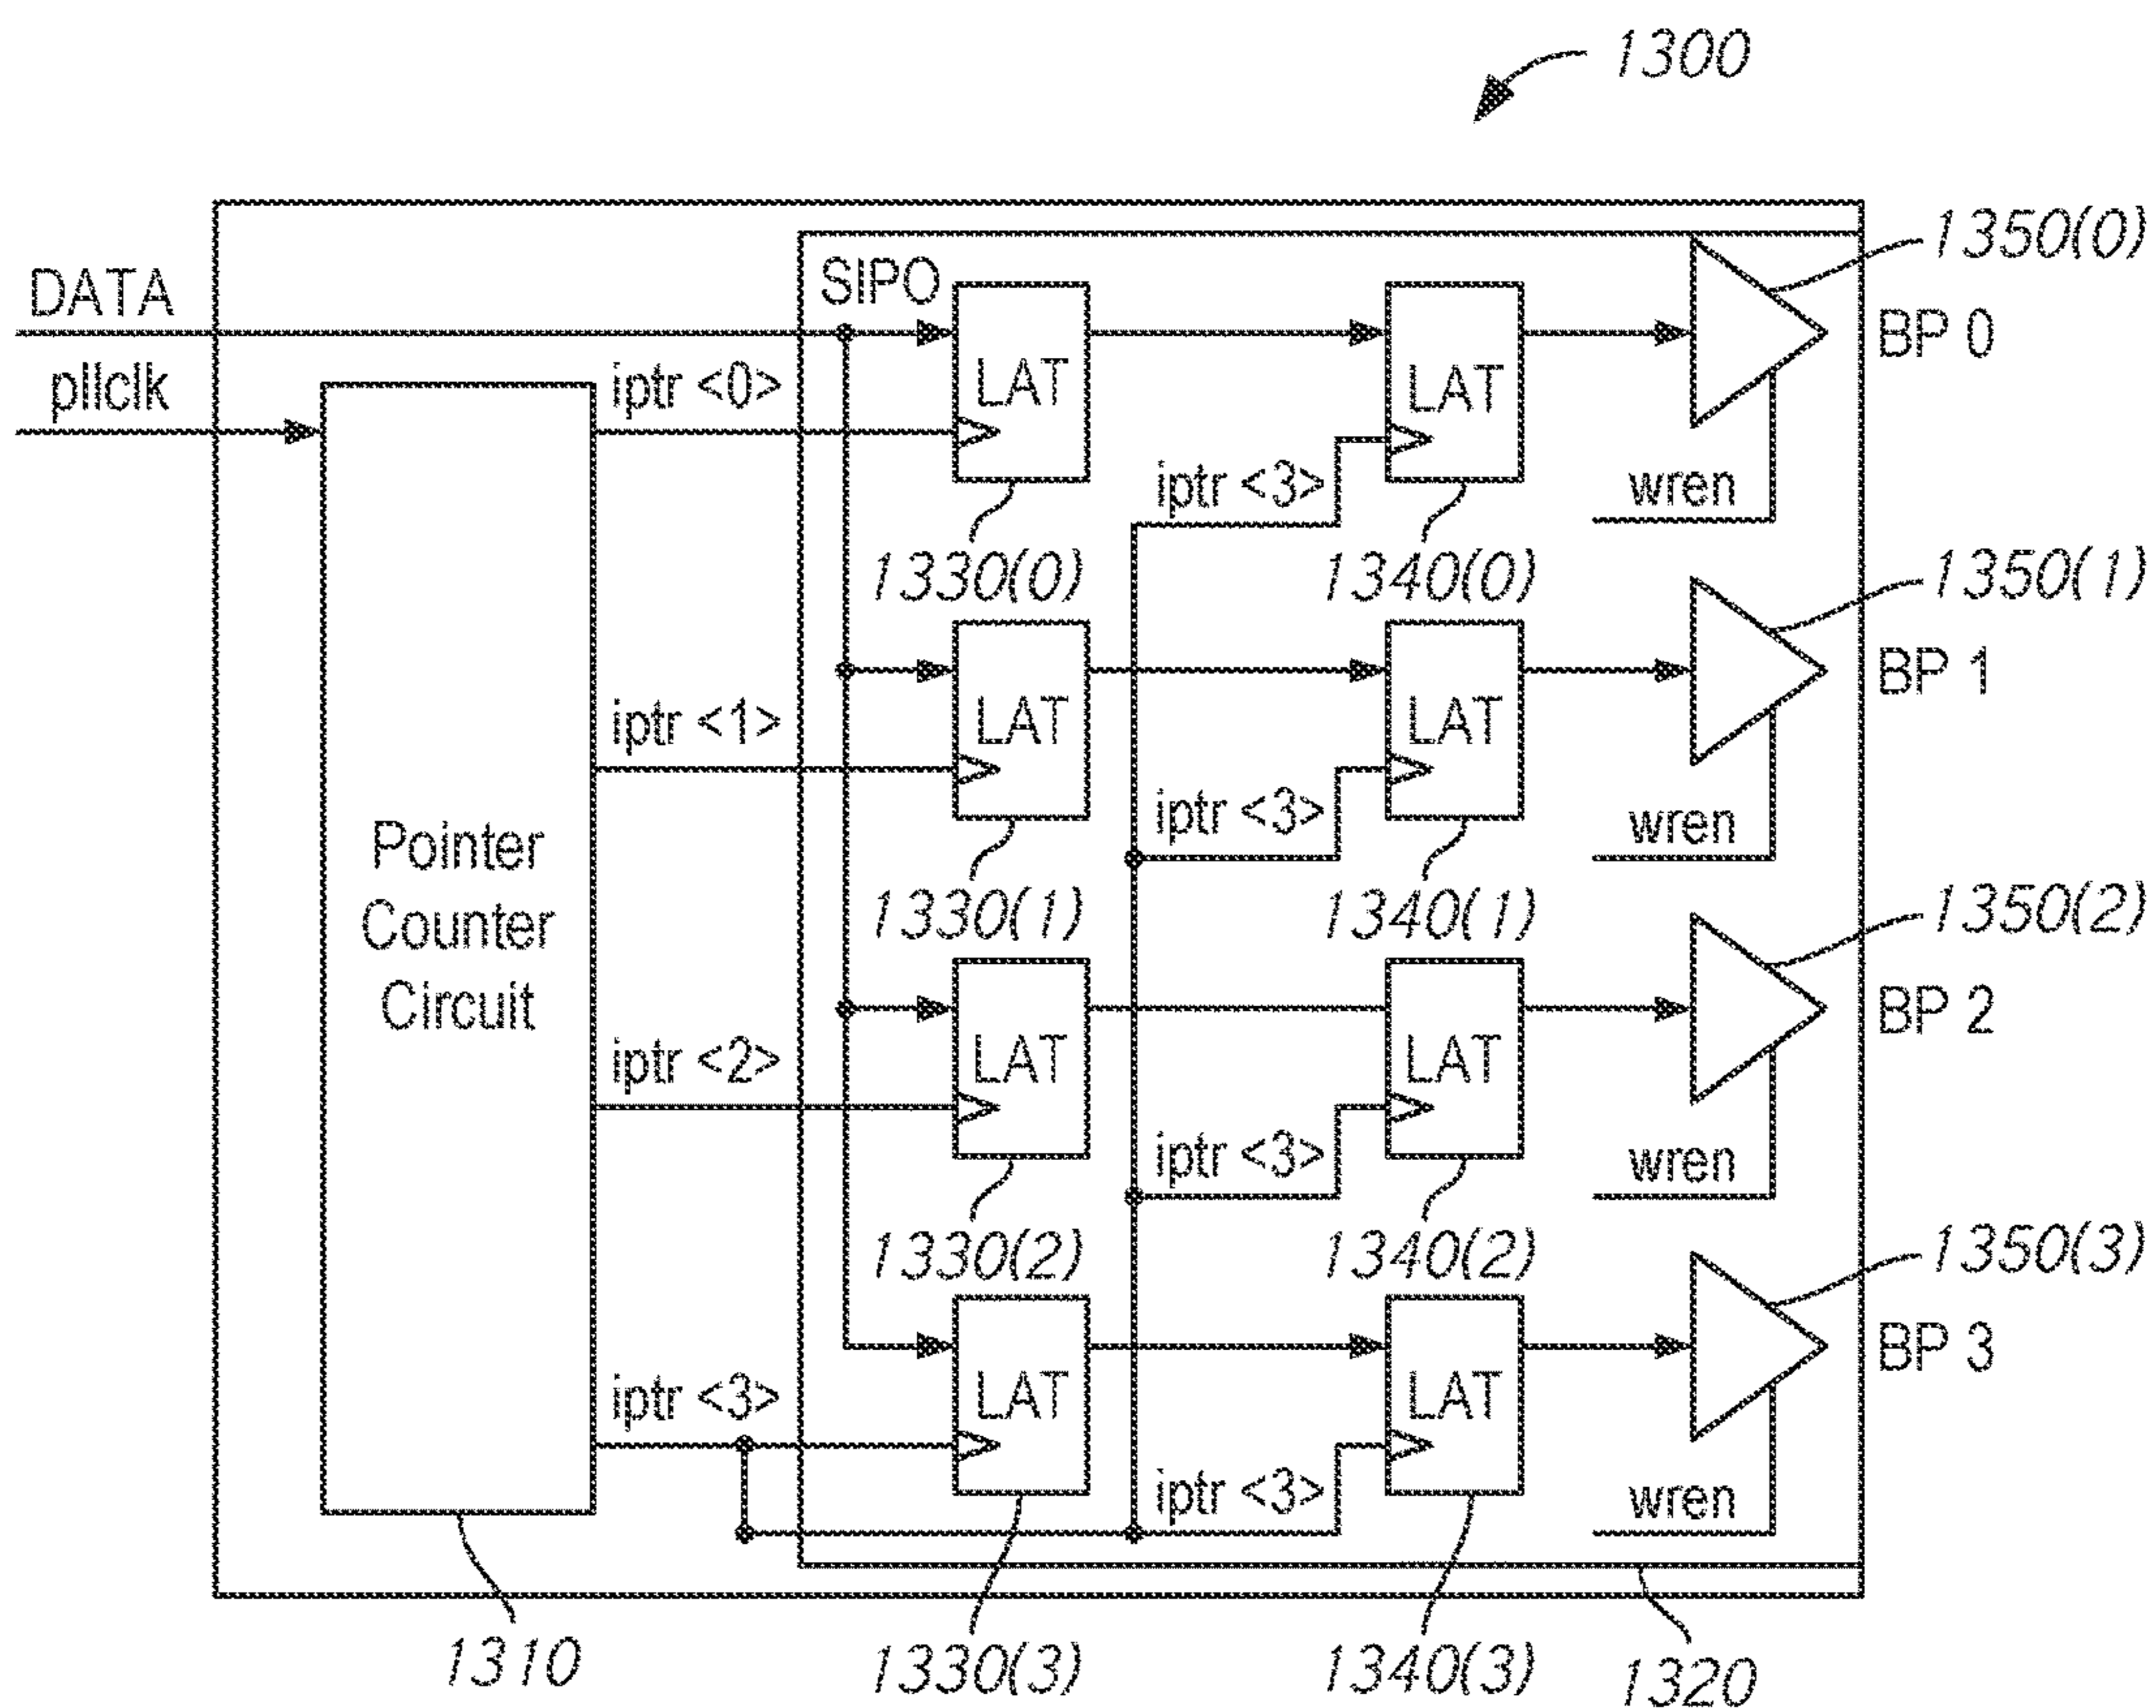 1300
DATA
pllclk
SIPO
1350(0)
BP 0
iptr <0>
LAT
LAT
iptr <3>
wren
1330(0)
1340(0)
1350(1)
BP 1
iptr <1>
LAT
LAT
iptr <3>
wren
Pointer
Counter
Circuit
1330(1)
1340(1)
1350(2)
BP 2
iptr <2>
LAT
LAT
iptr <3>
wren
1330(2)
1340(2)
1350(3)
BP 3
iptr <3>
LAT
LAT
iptr <3>
wren
1310
1330(3)
1340(3)
1320